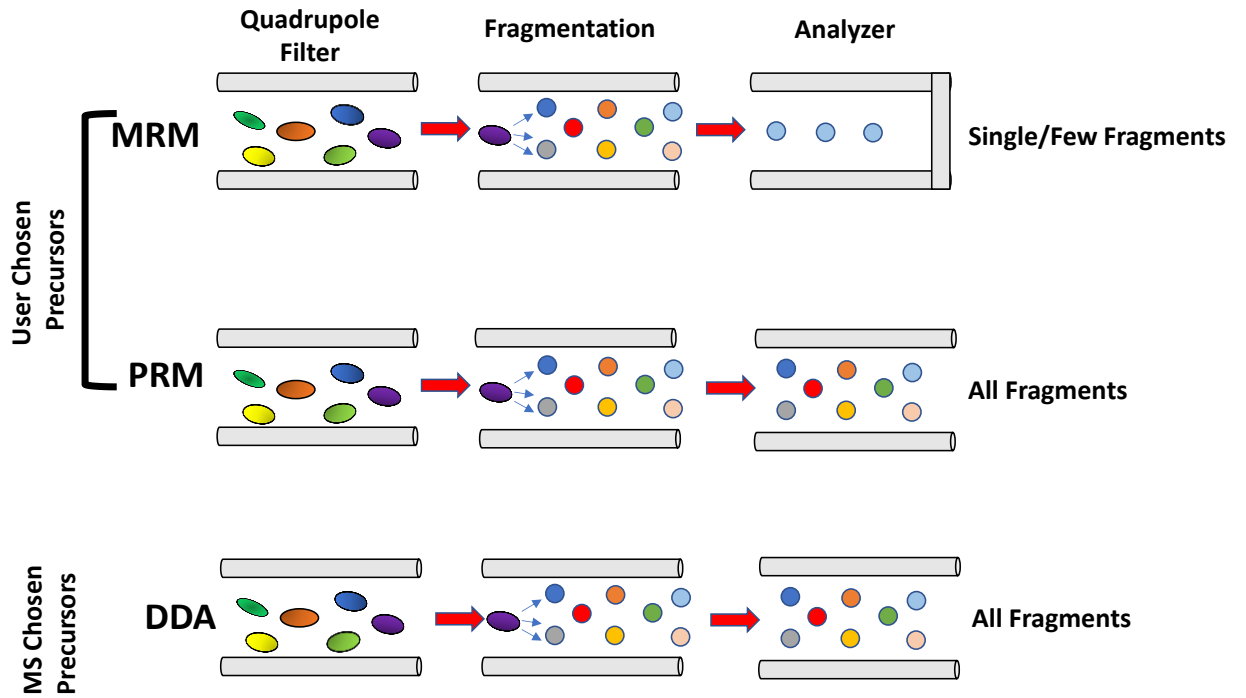 Quadrupole
Filter
Fragmentation
Analyzer
User Chosen
Precursors
MRM
Single/Few Fragments
PRM
All Fragments
MS Chosen
Precursors
DDA
All Fragments